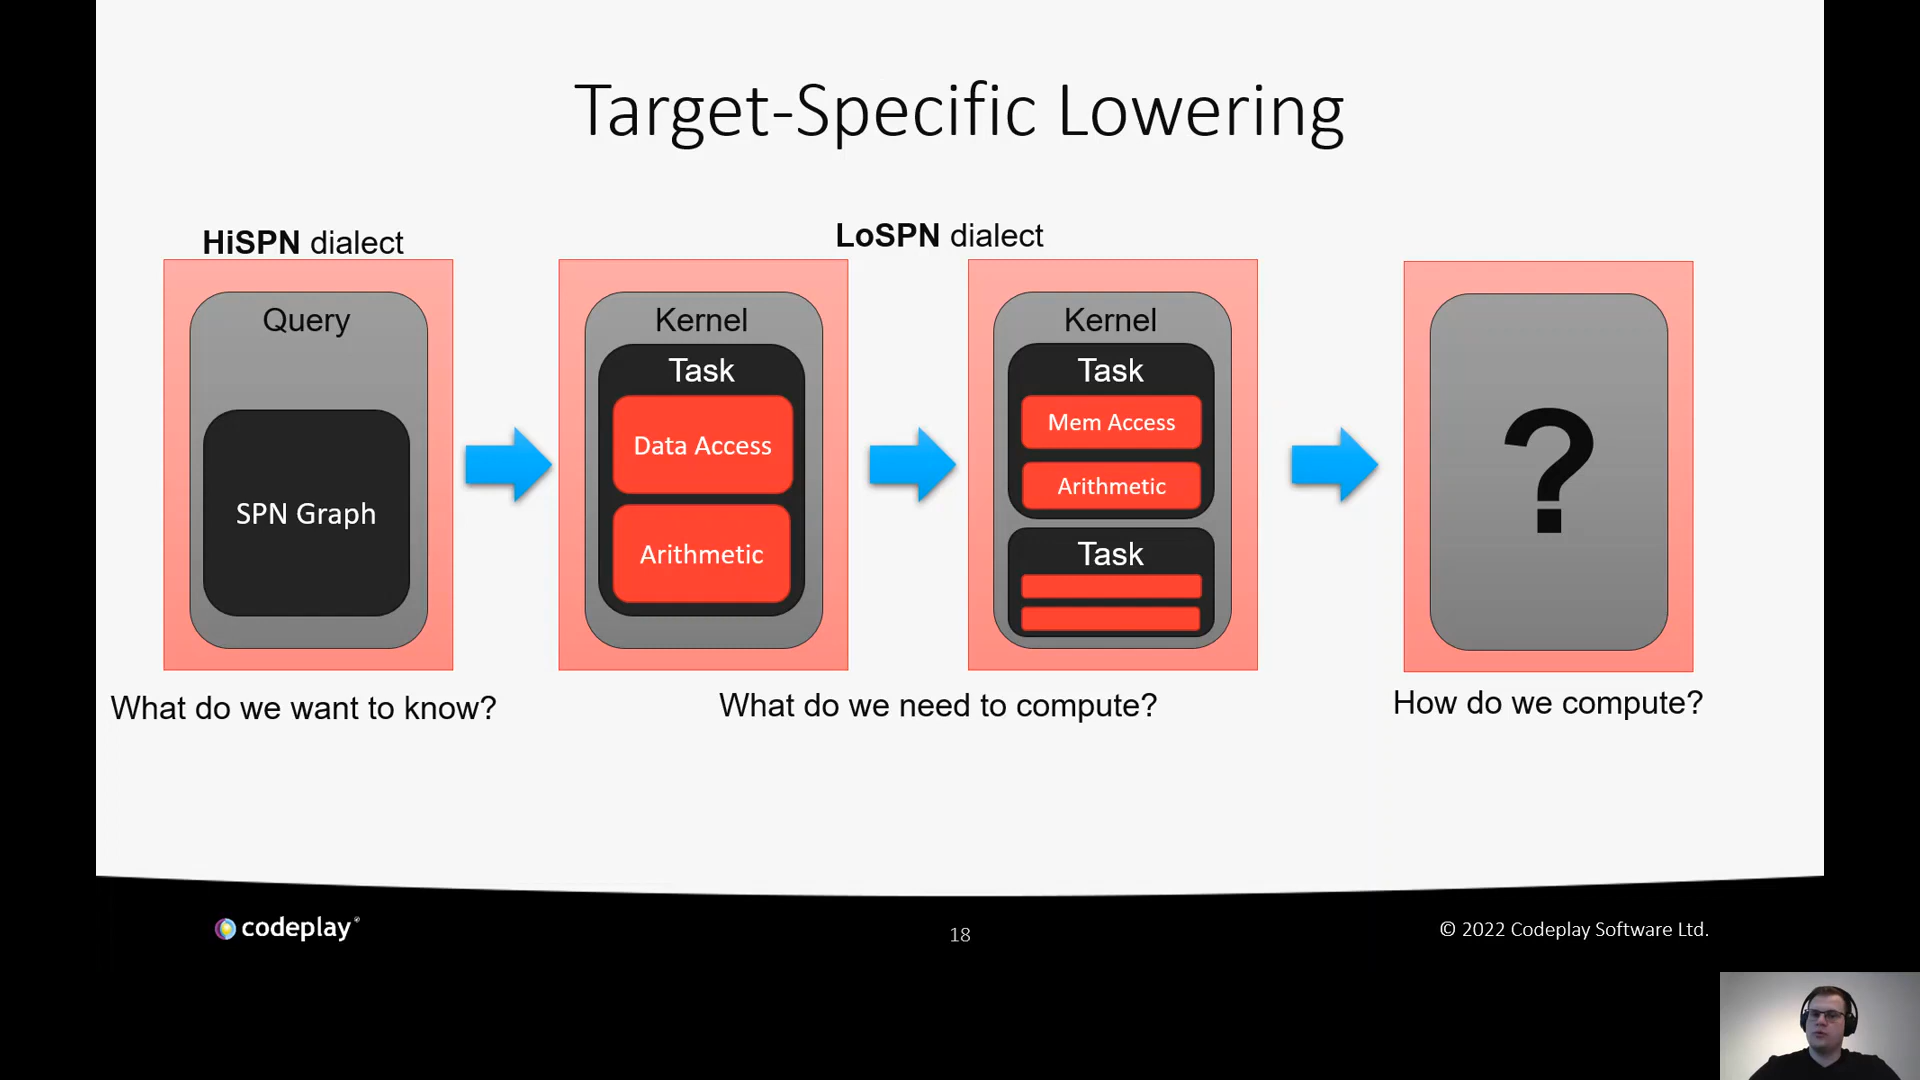 Target-Specific Lowering
HiSPN dialect
LoSPN dialect
Query
SPN Graph
Kernel
Task
Data Access
Arithmetic
Kernel
Task
Mem Access
Arithmetic
Task
?
What do we want to know?
What do we need to compute?
How do we compute?
codeplay®
18
© 2022 Codeplay Software Ltd.